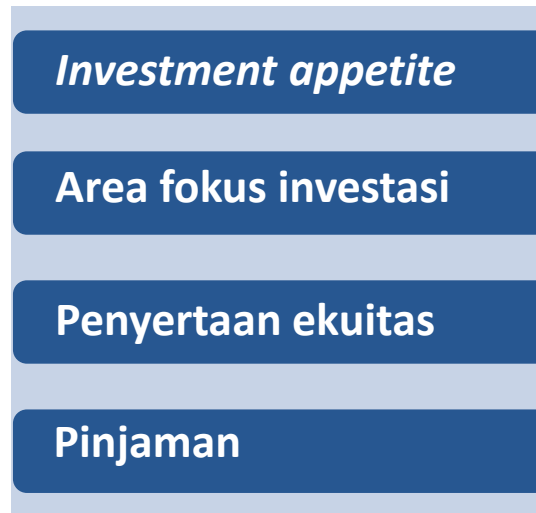 Investment appetite
Area fokus investasi
Penyertaan ekuitas
Pinjaman